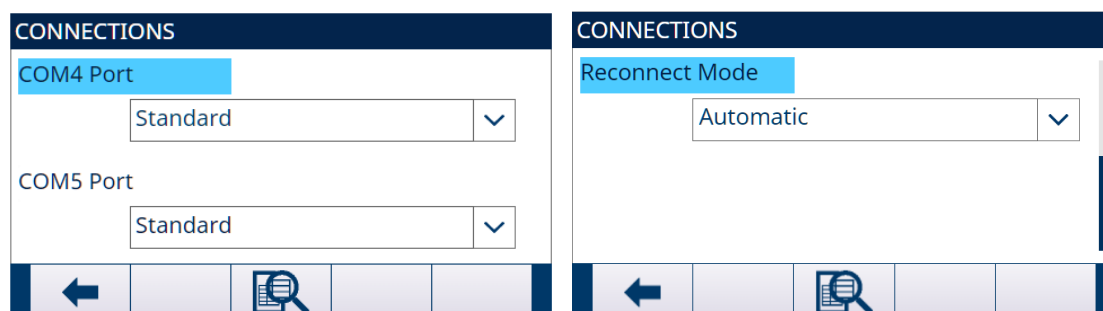 CONNECTIONS
COM4 Port
Standard
COM5 Port
Standard
CONNECTIONS
Reconnect Mode
Automatic